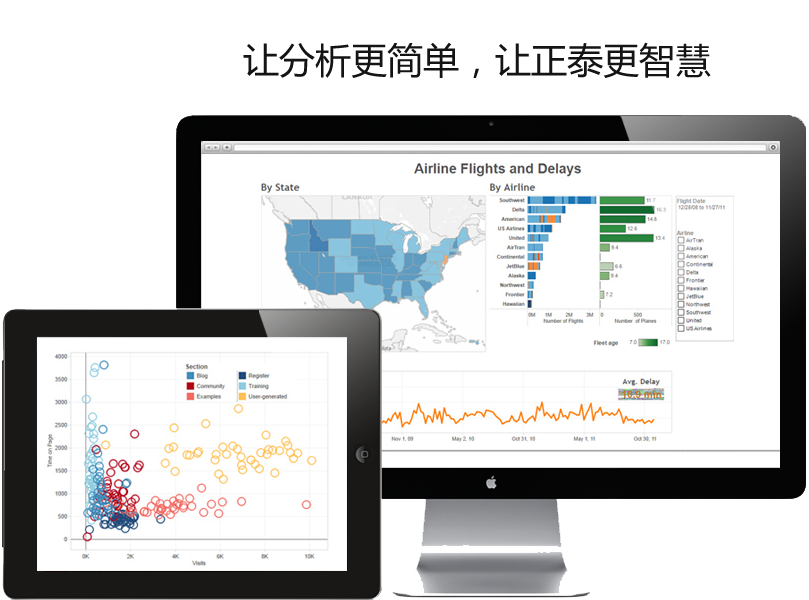 让分析更简单，让正泰更智慧
Airline Flights and Delays
By State
By Airline
CANADA
Southwest 11.7
Delta 16.3
American 14.8
US Airlines 12.6
United 13.4
AirTran 9.4
Continental
JetBlue 6.6
Alaska 9.4
Northwest
Frontier 7.2
Hawaiian
0M 1M 2M 3M
Number of Flights
0 500
Number of Planes
Fleet age 7.0 17.0
Flight Date
12/28/08 to 11/27/11
Airline
AirTran
Alaska
American
Continental
Delta
Frontier
Hawaiian
JetBlue
Northwest
Southwest
United
US Airlines
Avg. Delay
Nov 1, 09
May 2, 10
Oct 31, 10
May 1, 11
Oct 30, 11
Section
Blog
Register
Community
Training
Examples
User-generated
Time on Page
4000
3500
3000
2500
2000
1500
1000
500
0
0K 2K 4K 6K 8K 10K
Visits